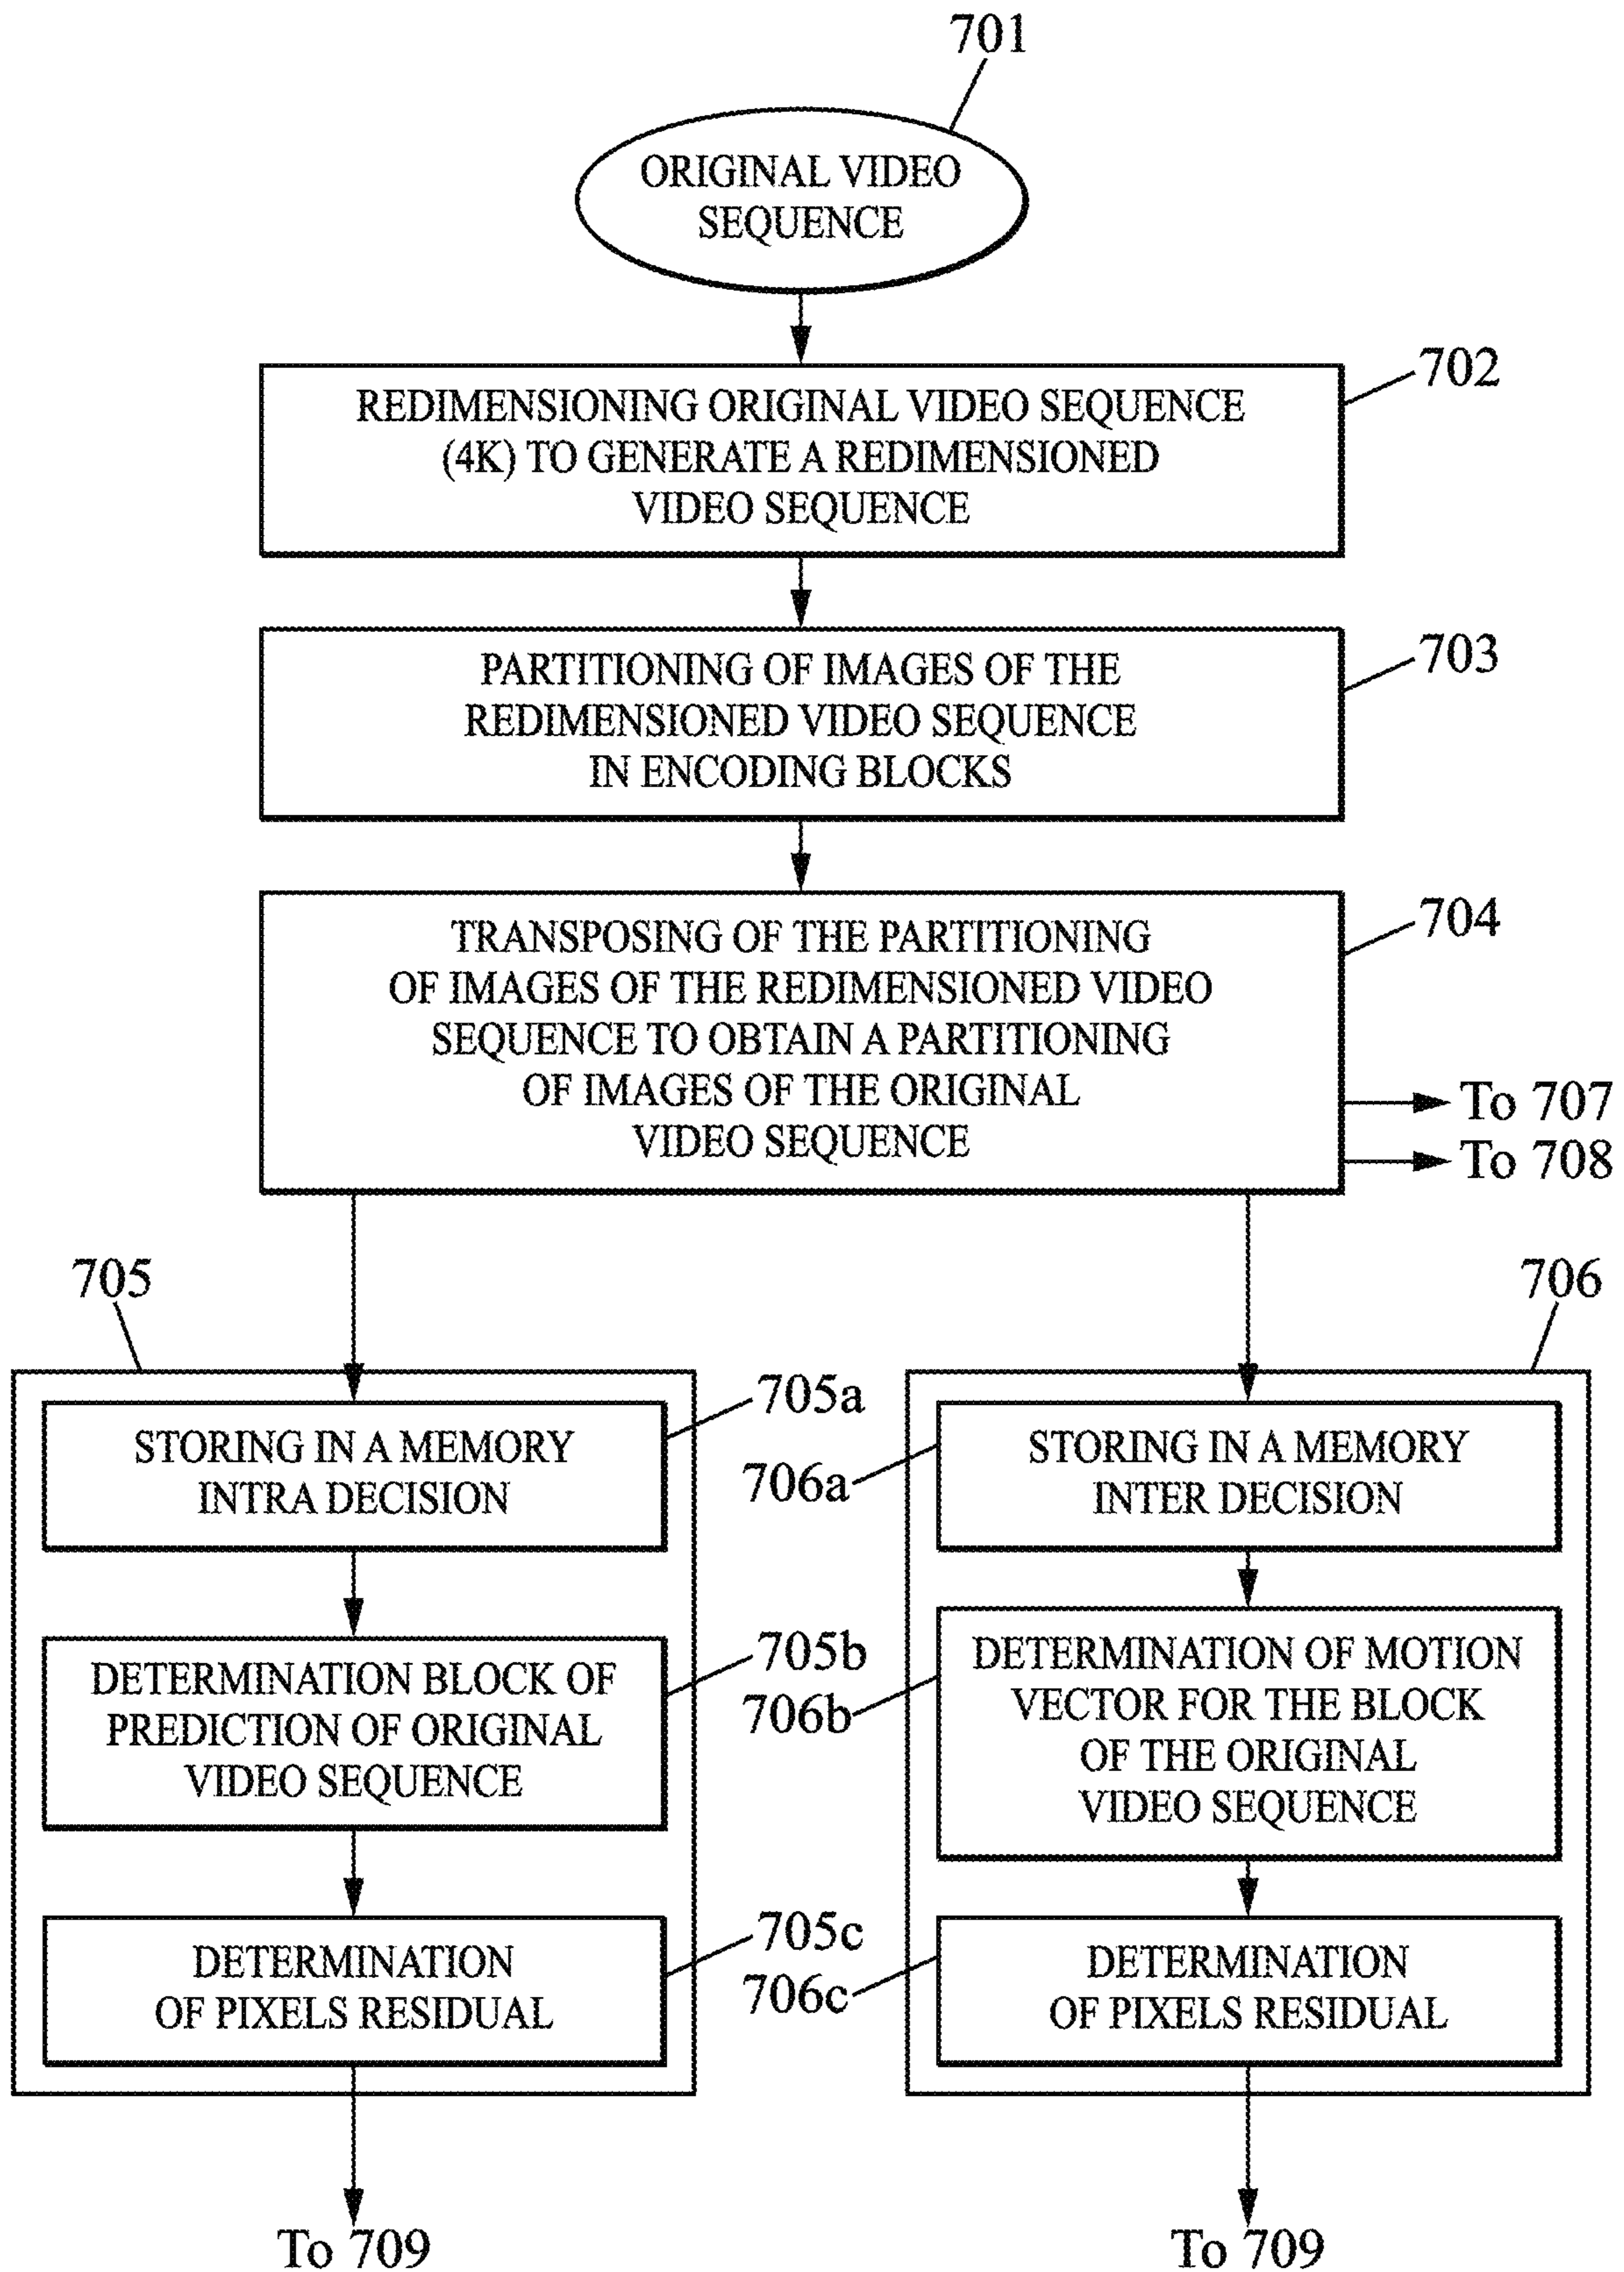 701
ORIGINAL VIDEO
SEQUENCE
702
REDIMENSIONING ORIGINAL VIDEO SEQUENCE
(4K) TO GENERATE A REDIMENSIONED
VIDEO SEQUENCE
703
PARTITIONING OF IMAGES OF THE
REDIMENSIONED VIDEO SEQUENCE
IN ENCODING BLOCKS
704
TRANSPOSING OF THE PARTITIONING
OF IMAGES OF THE REDIMENSIONED VIDEO
SEQUENCE TO OBTAIN A PARTITIONING
OF IMAGES OF THE ORIGINAL
VIDEO SEQUENCE
To 707
To 708
705
705a
STORING IN A MEMORY
INTRA DECISION
705b
DETERMINATION BLOCK OF
PREDICTION OF ORIGINAL
VIDEO SEQUENCE
705c
DETERMINATION
OF PIXELS RESIDUAL
To 709
706
706a
STORING IN A MEMORY
INTER DECISION
706b
DETERMINATION OF MOTION
VECTOR FOR THE BLOCK
OF THE ORIGINAL
VIDEO SEQUENCE
706c
DETERMINATION
OF PIXELS RESIDUAL
To 709